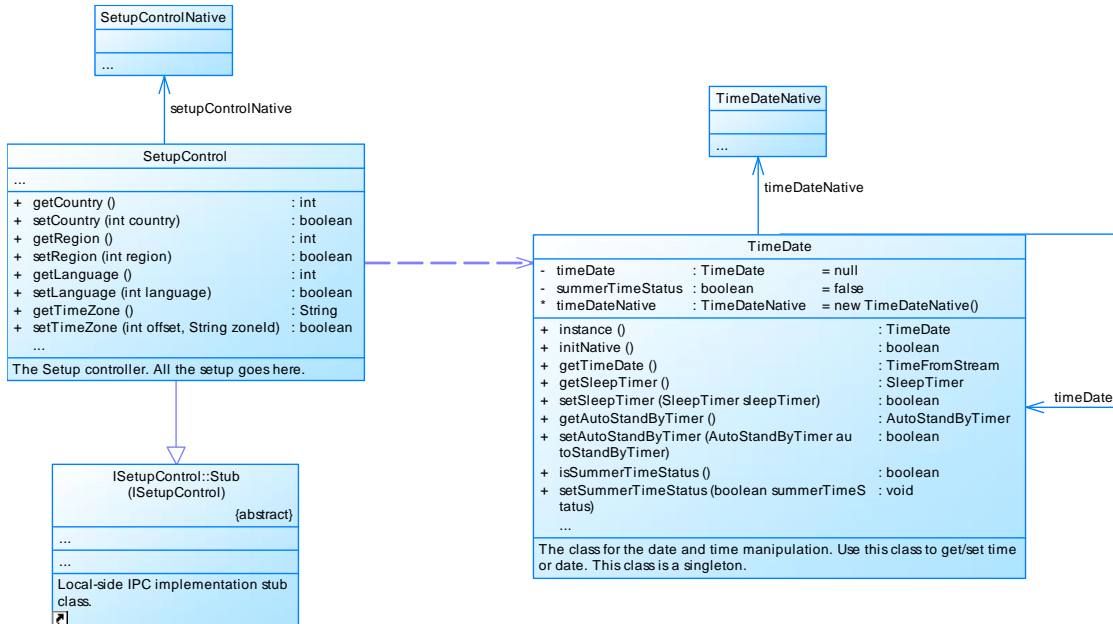 SetupControlNative
...
setupControlNative
SetupControl
...
+ getCountry () : int
+ setCountry (int country) : boolean
+ getRegion () : int
+ setRegion (int region) : boolean
+ getLanguage () : int
+ setLanguage (int language) : boolean
+ getTimeZone () : String
+ setTimeZone (int offset, String zoneId) : boolean
...
The Setup controller. All the setup goes here.
ISetupControl::Stub
(ISetupControl)
{abstract}
...
...
Local-side IPC implementation stub
class.
TimeDateNative
...
timeDateNative
TimeDate
- timeDate : TimeDate = null
- summerTimeStatus : boolean = false
* timeDateNative : TimeDateNative = new TimeDateNative()
+ instance () : TimeDate
+ initNative () : boolean
+ getTimeDate () : TimeFromStream
+ getSleepTimer () : SleepTimer
+ setSleepTimer (SleepTimer sleepTimer) : boolean
+ getAutoStandByTimer () : AutoStandByTimer
+ setAutoStandByTimer (AutoStandByTimer au : boolean
toStandByTimer)
+ isSummerTimeStatus () : boolean
+ setSummerTimeStatus (boolean summerTimeS : void
tatus)
...
The class for the date and time manipulation. Use this class to get/set time
or date. This class is a singleton.
timeDate